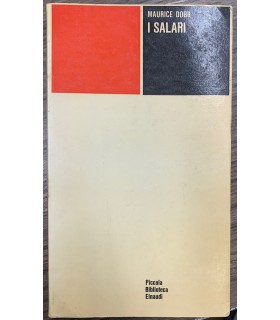 MAURICE DOBB
I SALARI
Piccola
Biblioteca
Einaudi